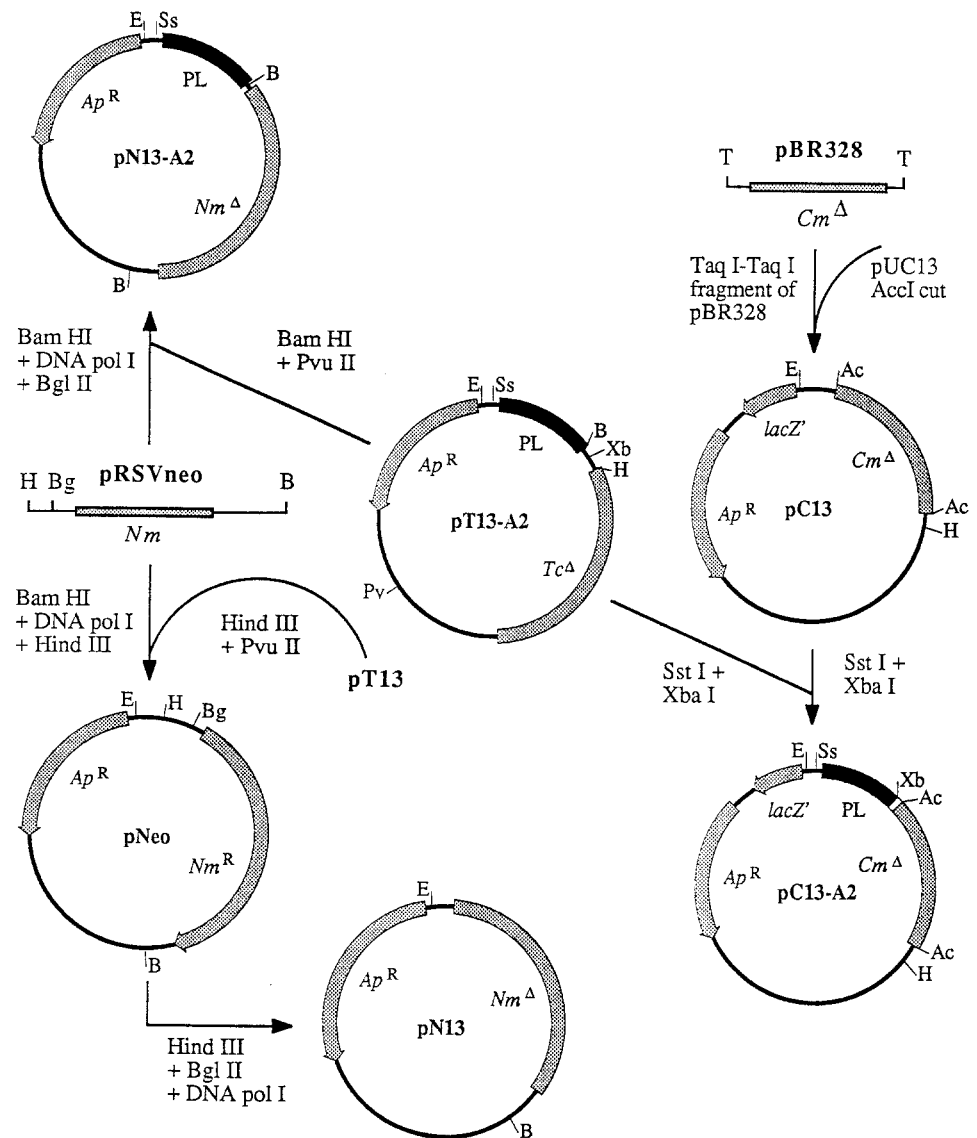 E Ss
PL
B
Ap R
pN13-A2
Nm Δ
B
Bam HI
+ DNA pol I
+ Bgl II
Bam HI
+ Pvu II
pRSVneo
H Bg B
Nm
Bam HI
+ DNA pol I
+ Hind III
Hind III
+ Pvu II
pT13
E Ss
PL
B
Xb
H
Ap R
pT13-A2
Tc Δ
Pv
pBR328
T T
Cm Δ
Taq I-Taq I
fragment of
pBR328
pUC13
AccI cut
E Ac
lacZ'
Cm Δ
Ap R
pC13
Ac
H
Sst I +
Xba I
Sst I +
Xba I
E Ss
Xb
Ac
lacZ'
PL
Ap R
Cm Δ
pC13-A2
Ac
H
E H Bg
Ap R
pNeo
Nm R
B
Hind III
+ Bgl II
+ DNA pol I
E
Ap R
Nm Δ
pN13
B